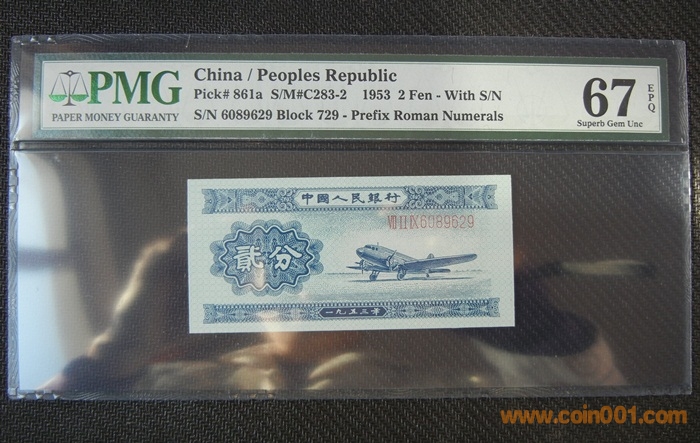 PMG
PAPER MONEY GUARANTY
China / Peoples Republic
Pick# 861a S/M#C283-2 1953 2 Fen - With S/N
S/N 6089629 Block 729 - Prefix Roman Numerals
67 EPQ
Superb Gem Unc
中國人民銀行
VII II IX 6089629
貳分
一九五三年
www.coin001.com